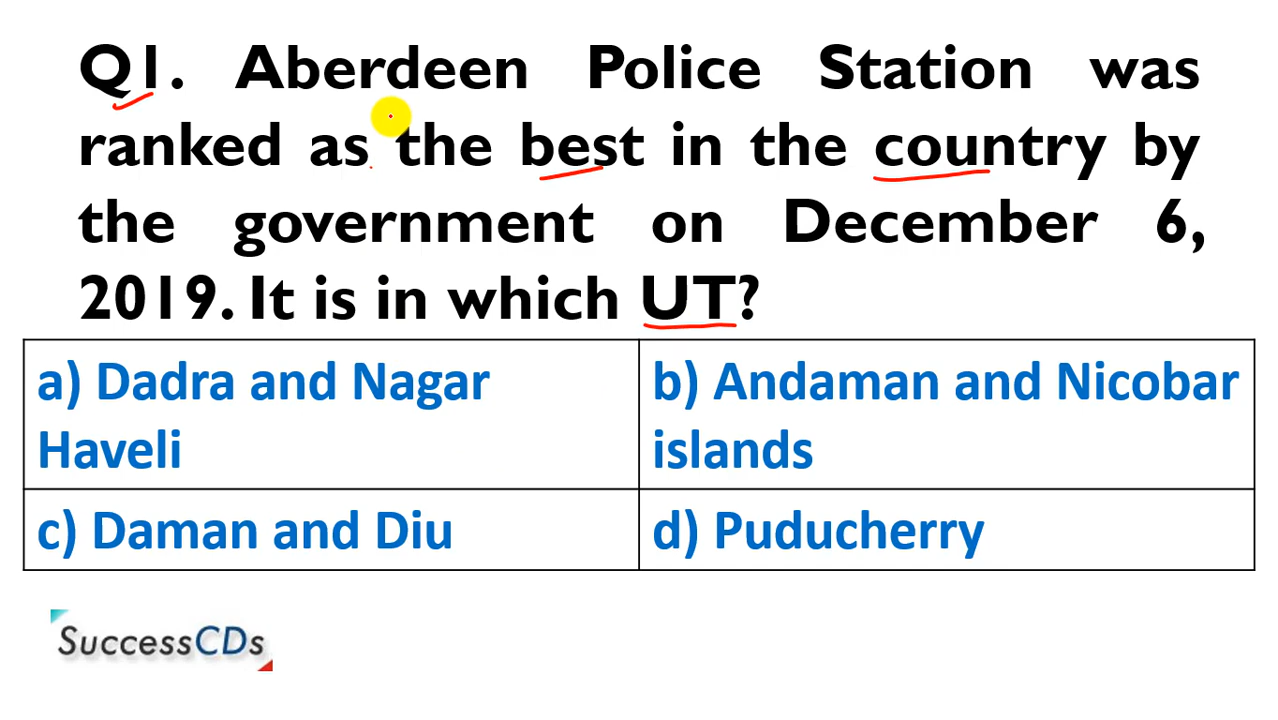 Q1. Aberdeen Police Station was
ranked as the best in the country by
the government on December 6,
2019. It is in which UT?
a) Dadra and Nagar
Haveli
b) Andaman and Nicobar
islands
c) Daman and Diu
d) Puducherry
SuccessCDs